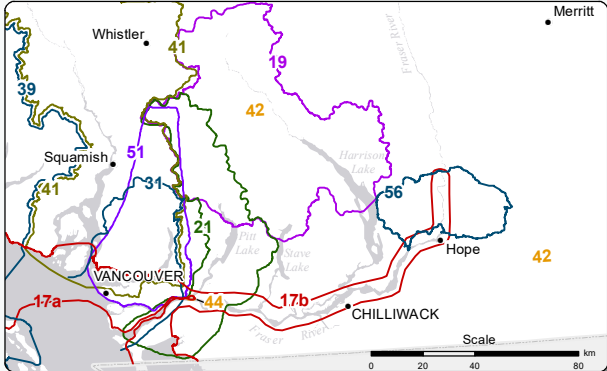 Merritt
Whistler
41
19
Fraser River
39
42
51
Squamish
Harrison
Lake
31
56
41
21
Pitt
Lake
Stave
Lake
Hope
42
VANCOUVER
17a
44
17b
CHILLIWACK
Fraser River
Scale
km
0 20 40 80